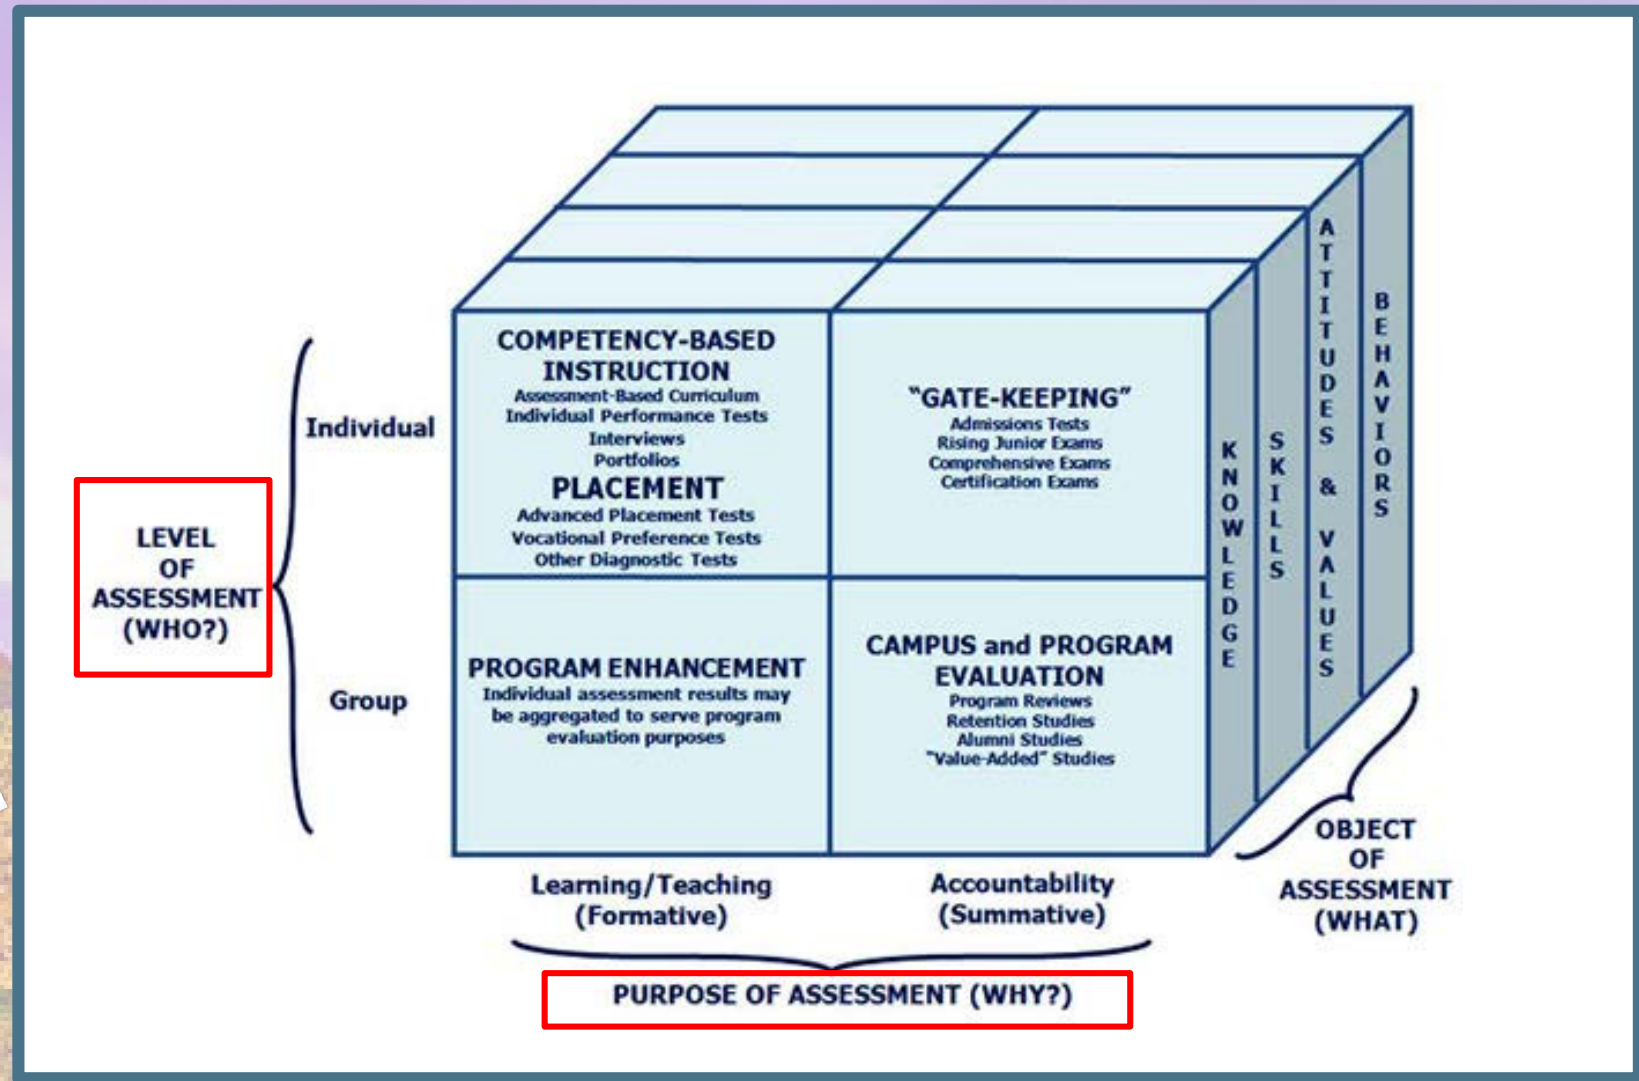 COMPETENCY-BASED
INSTRUCTION
Assessment-Based Curriculum
Individual Performance Tests
Interviews
Portfolios
PLACEMENT
Advanced Placement Tests
Vocational Preference Tests
Other Diagnostic Tests
"GATE-KEEPING"
Admissions Tests
Rising Junior Exams
Comprehensive Exams
Certification Exams
Individual
LEVEL
OF
ASSESSMENT
(WHO?)
Group
PROGRAM ENHANCEMENT
Individual assessment results may
be aggregated to serve program
evaluation purposes
CAMPUS and PROGRAM
EVALUATION
Program Reviews
Retention Studies
Alumni Studies
"Value-Added" Studies
KNOWLEDGE
SKILLS
ATTITUDES & VALUES
BEHAVIORS
Learning/Teaching
(Formative)
Accountability
(Summative)
OBJECT
OF
ASSESSMENT
(WHAT)
PURPOSE OF ASSESSMENT (WHY?)